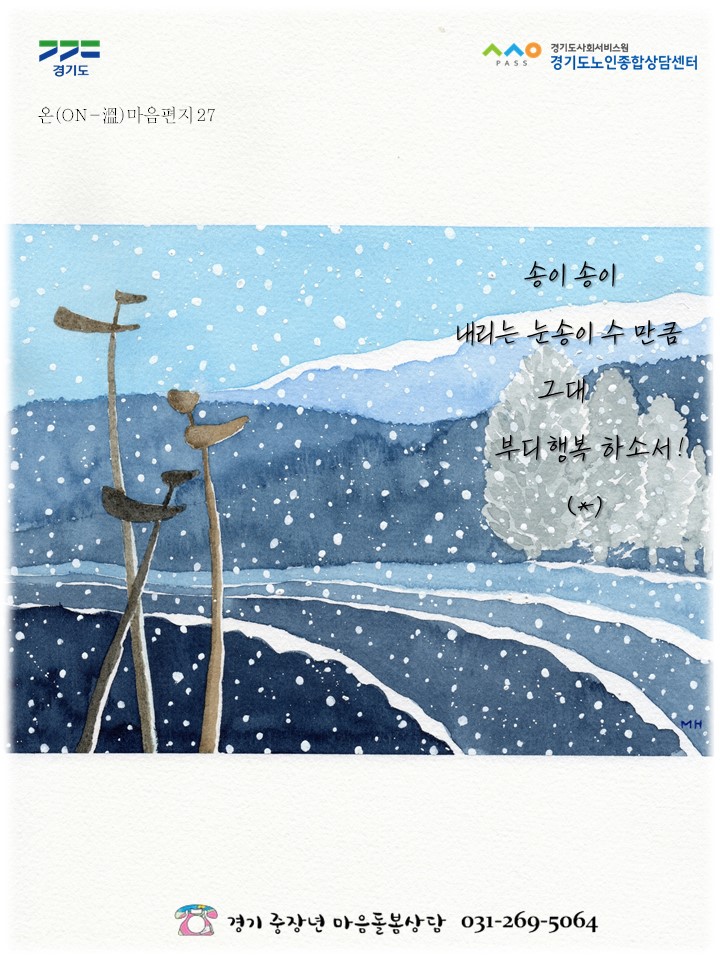 경기도
PASS
경기도사회서비스원
경기도노인종합상담센터
온(ON-溫)마음편지27
송이 송이
내리는 눈송이 수 만큼
그대
부디행복 하소서!
(*)
MH
경기 중장년 마음돌봄상담 031-269-5064